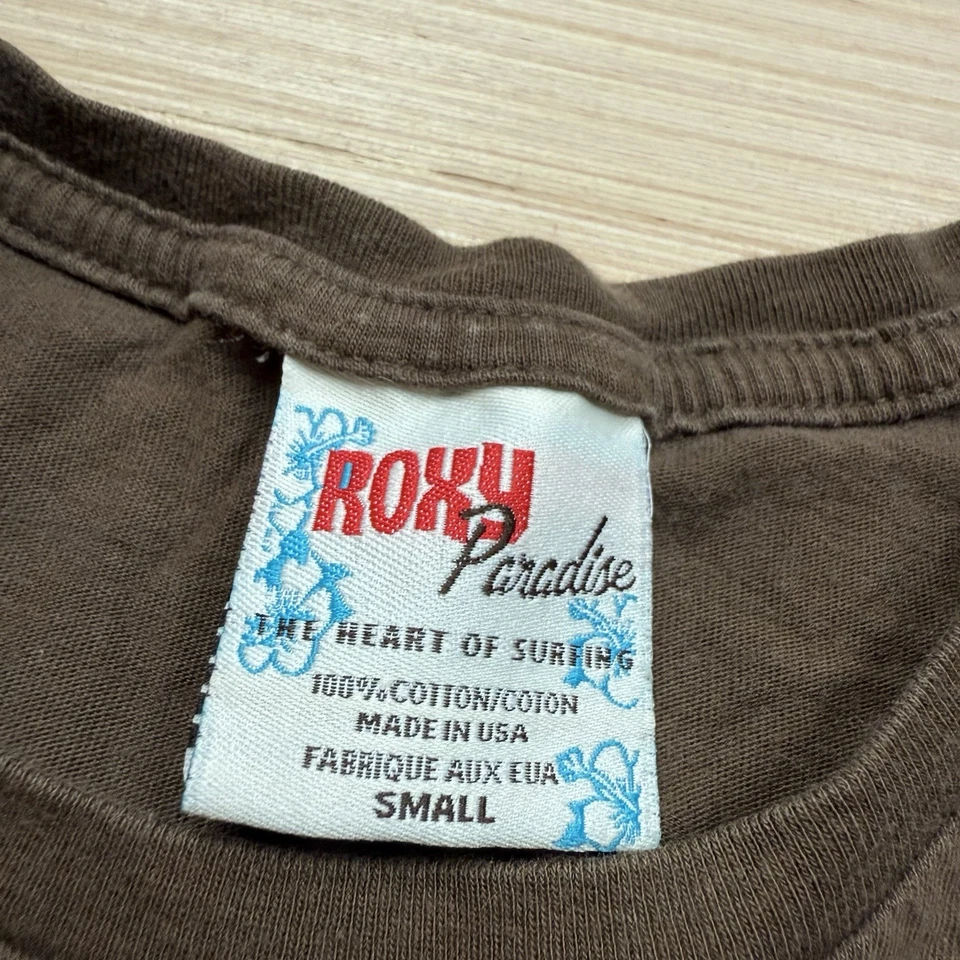 ROXY
Paradise
THE HEART OF SURFING
100% COTTON/COTON
MADE IN USA
FABRIQUE AUX EUA
SMALL